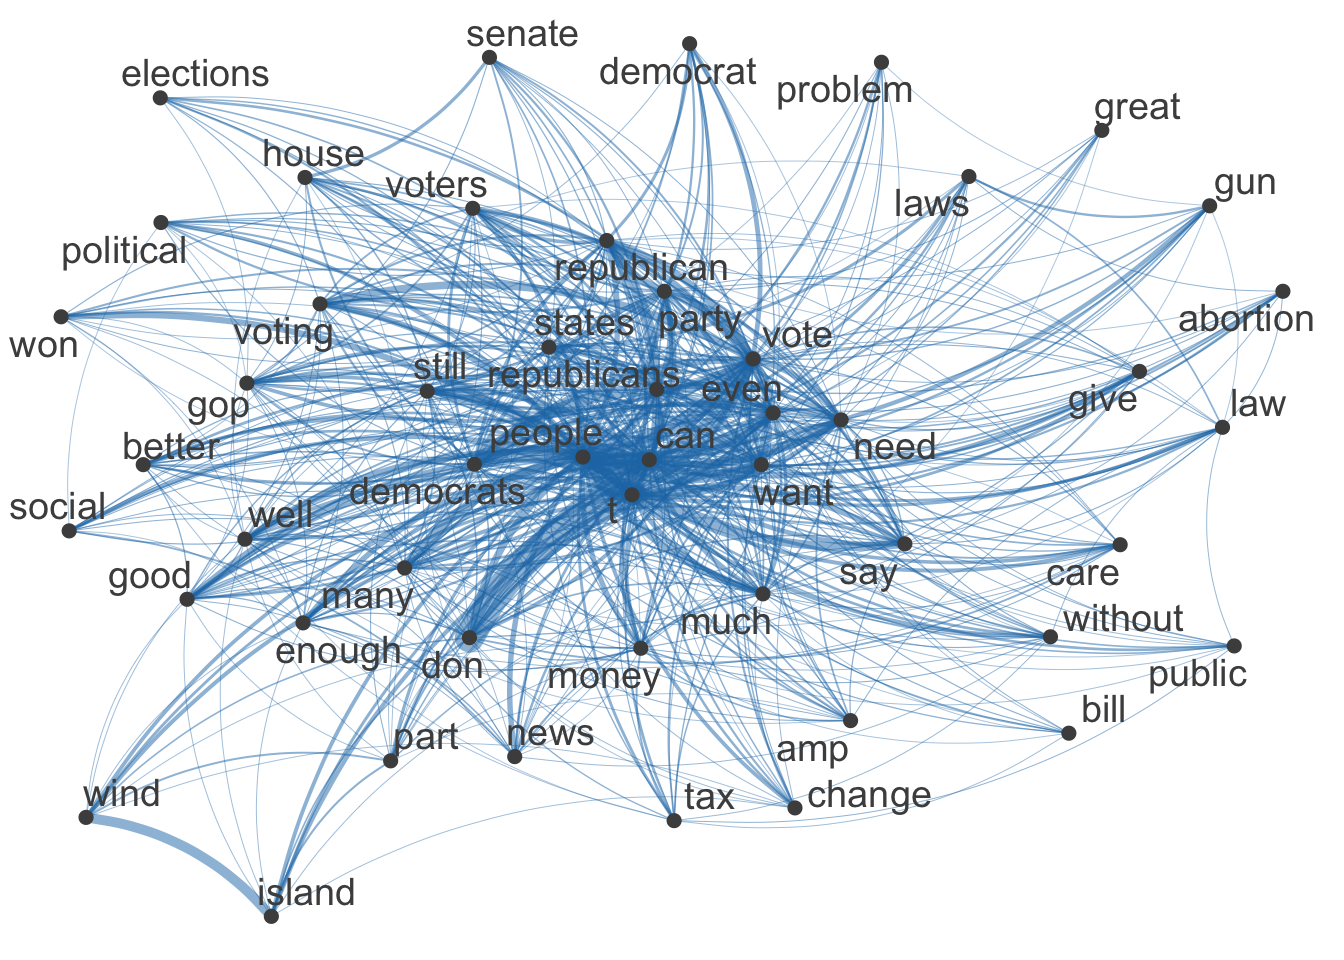 senate
elections
democrat
problem
great
house
voters
laws
gun
political
republican
states
party
vote
abortion
won
voting
still
republicans
even
give
law
gop
better
people
can
need
social
well
democrats
t
want
good
many
say
care
enough
don
money
much
without
public
part
news
amp
bill
wind
tax
change
island